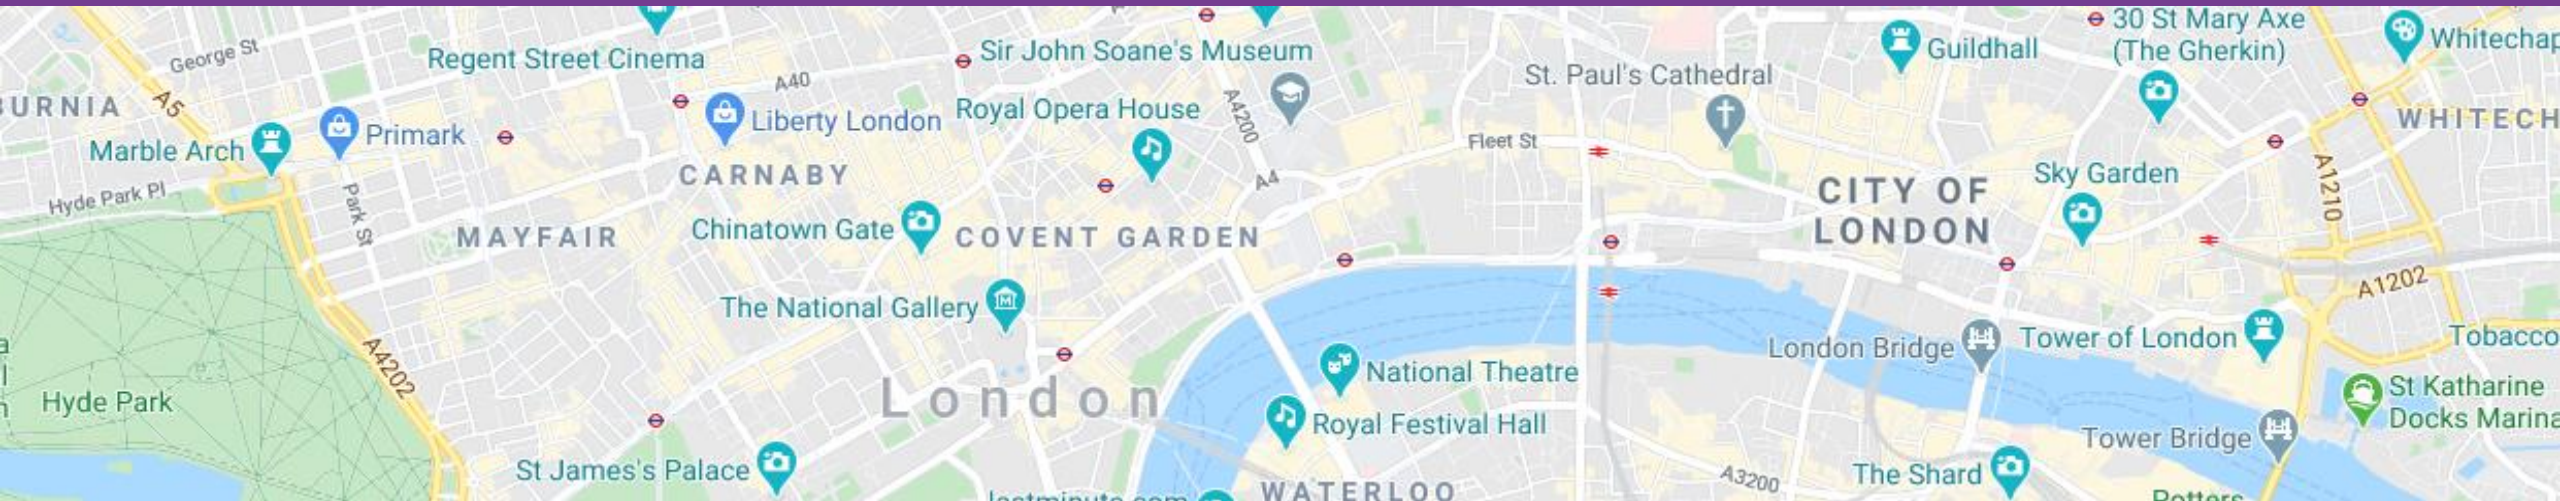 George St
Regent Street Cinema
Sir John Soane's Museum
30 St Mary Axe
(The Gherkin)
Guildhall
A5
A40
St. Paul's Cathedral
Primark
Liberty London
Royal Opera House
A4200
Fleet St
Marble Arch
CARNABY
A4
Sky Garden
A1210
Hyde Park Pl
Park St
CITY OF
LONDON
MAYFAIR
Chinatown Gate
COVENT GARDEN
A1202
The National Gallery
London Bridge
Tower of London
A4202
National Theatre
Hyde Park
London
Royal Festival Hall
St Katharine
Docks Marina
Tower Bridge
St James's Palace
The Shard
A3200
WATERLOO